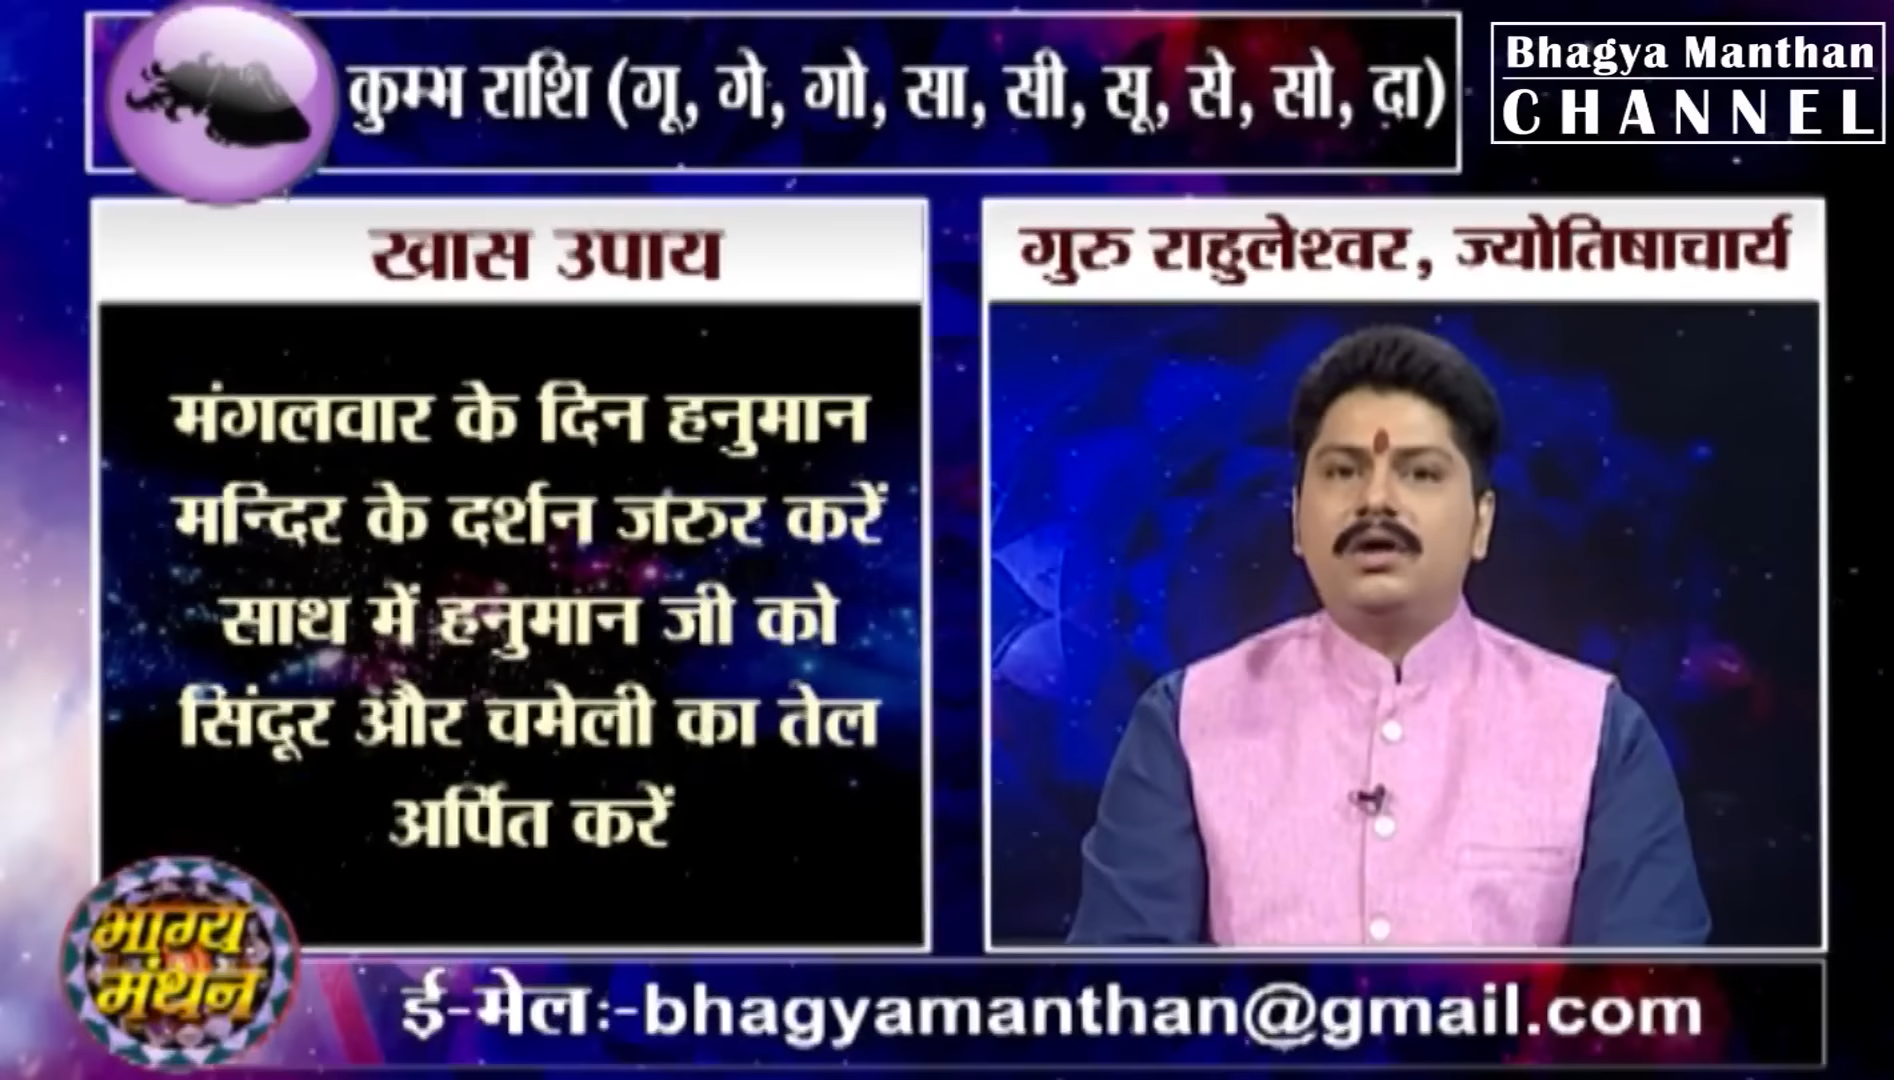 कुम्भ राशि (गू, गे, गो, सा, सी, सू, से, सो, दा)
Bhagya Manthan
CHANNEL
खास उपाय
मंगलवार के दिन हनुमान
मन्दिर के दर्शन जरुर करें
साथ में हनुमान जी को
सिंदूर और चमेली का तेल
अर्पित करें
गुरु राहुलेश्वर, ज्योतिषाचार्य
भाग्य
मंथन
ई-मेलः-bhagyamanthan@gmail.com